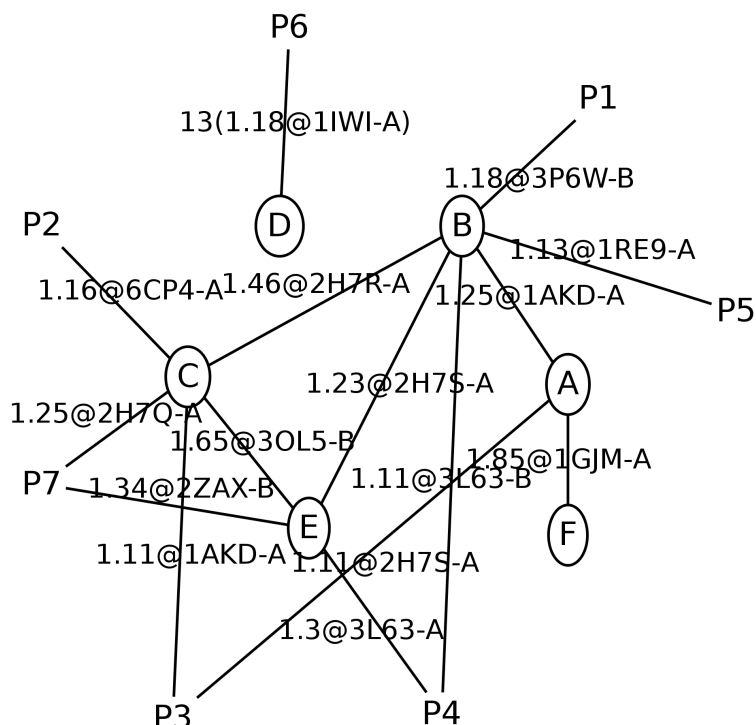 P6
P1
13(1.18@1IWI-A)
1.18@3P6W-B
P2
D
B
1.13@1RE9-A
1.16@6CP4-A
1.46@2H7R-A
1.25@1AKD-A
P5
C
1.23@2H7S-A
A
1.25@2H7Q-A
1.65@3OL5-B
1.85@1GJM-A
P7
1.34@2ZAX-B
1.11@3L63-B
E
F
1.11@1AKD-A
1.11@2H7S-A
1.3@3L63-A
P3
P4